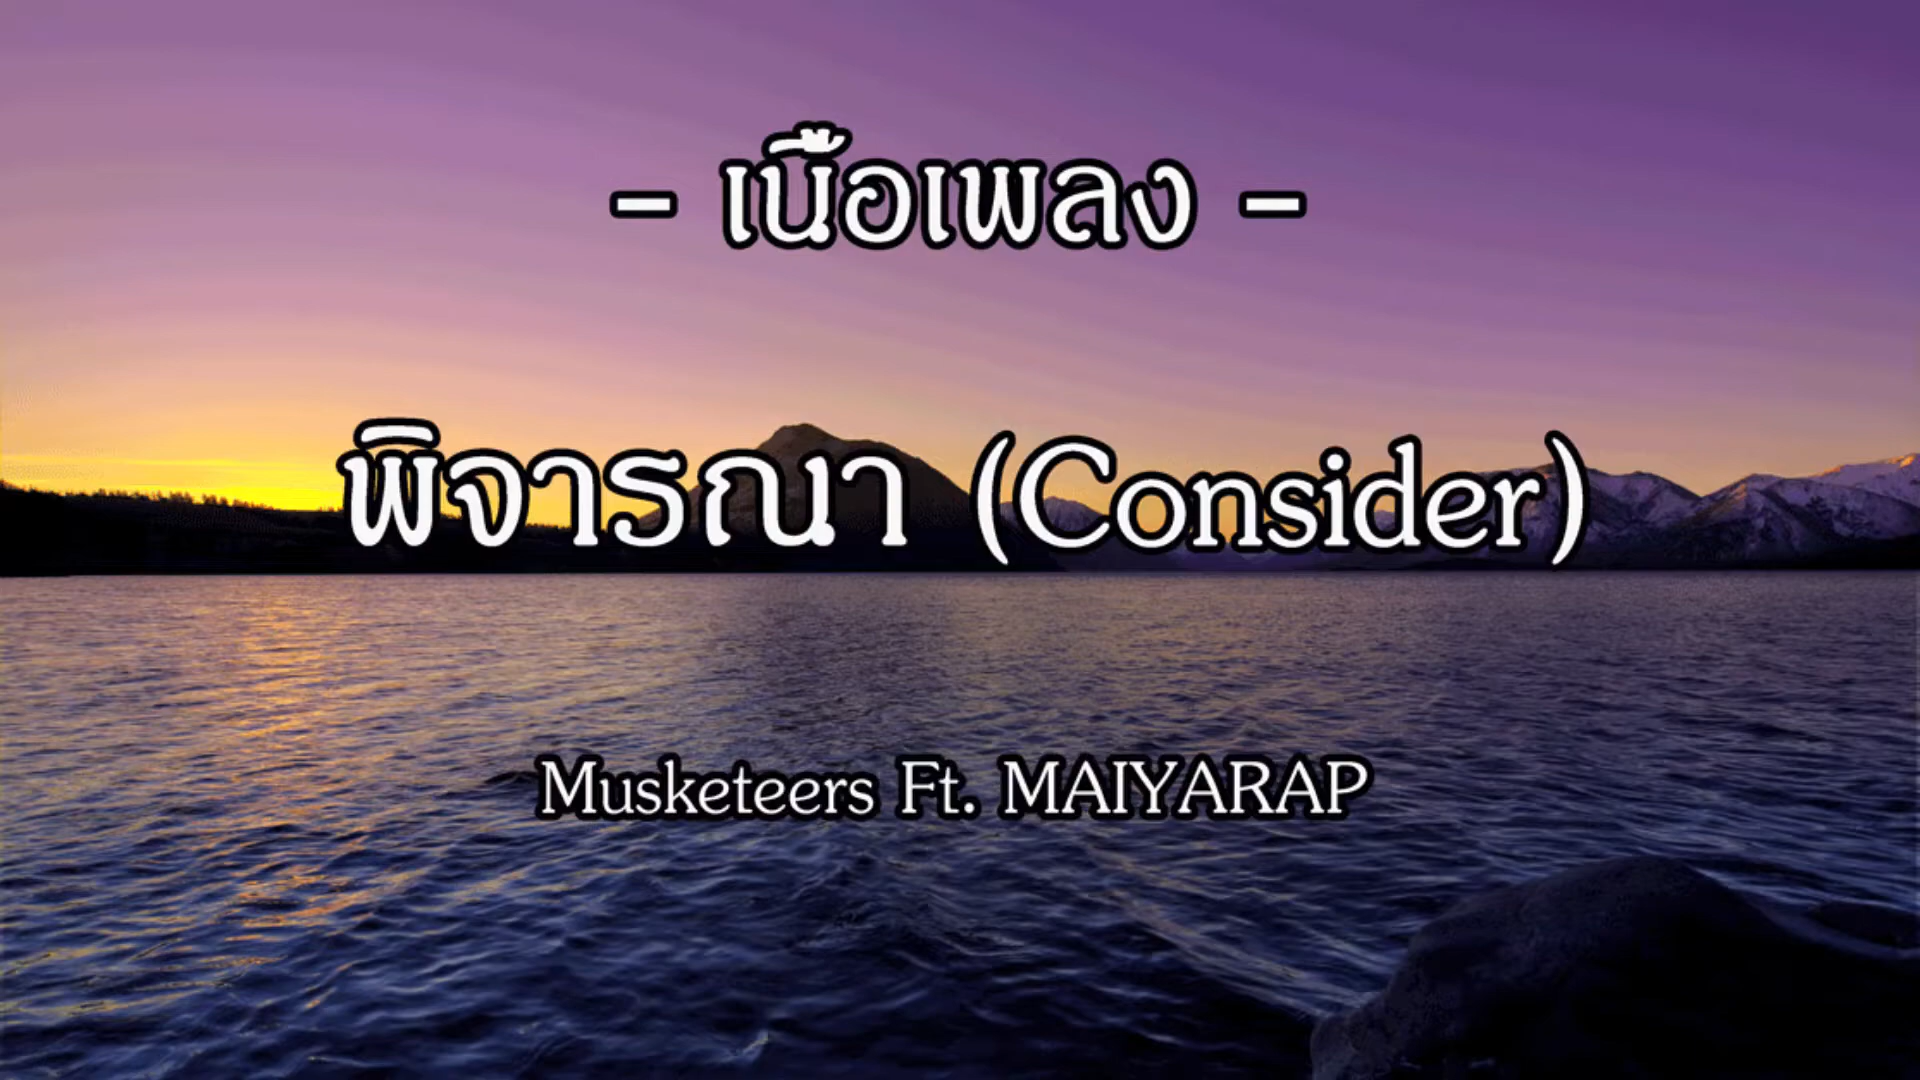 - เนื้อเพลง -
พิจารณา (Consider)
Musketeers Ft. MAIYARAP